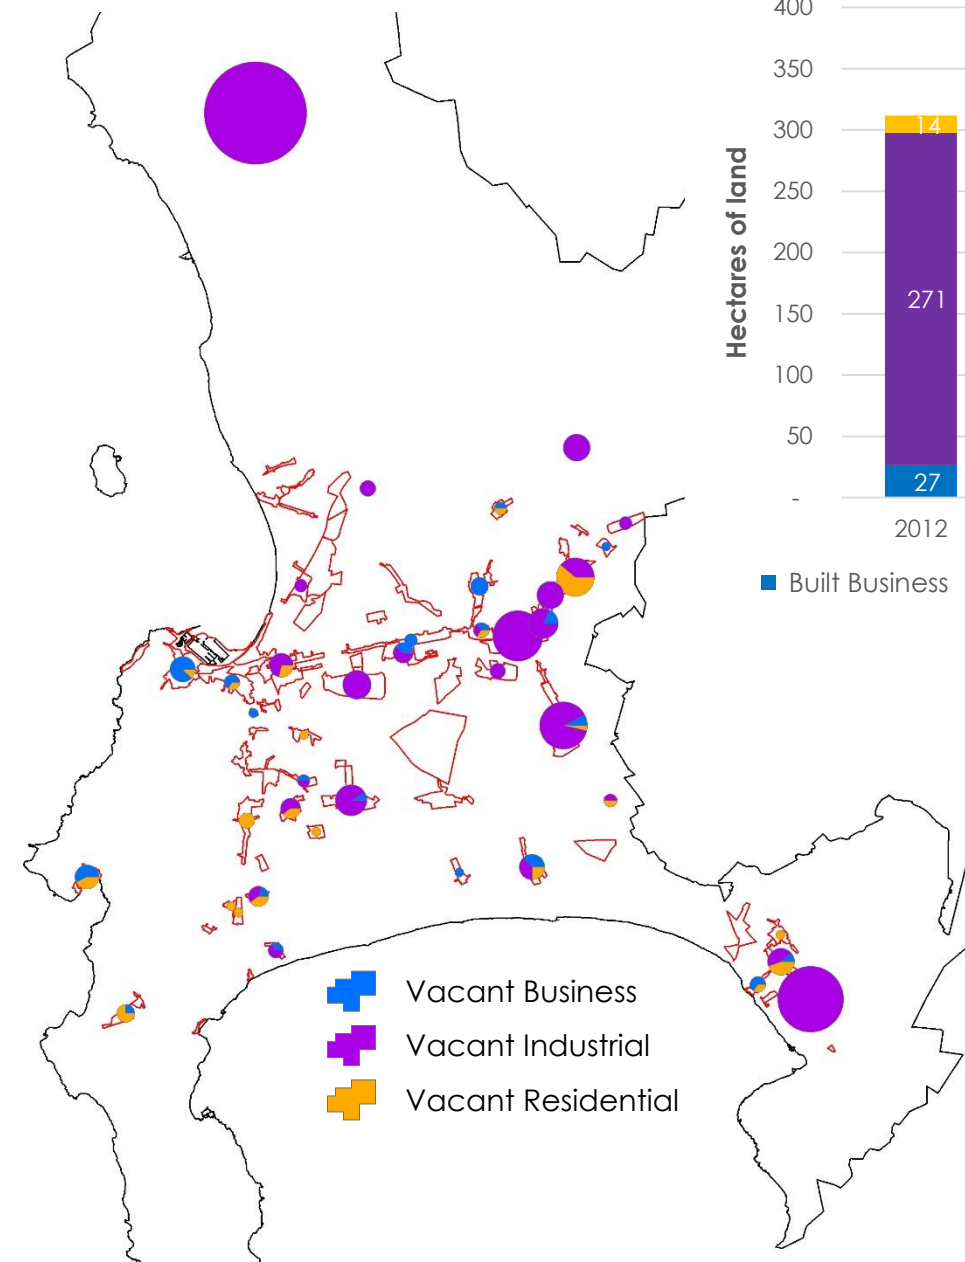 400
350
300
250
200
150
100
50
-
Hectares of land
14
271
27
2012
Built Business
Vacant Business
Vacant Industrial
Vacant Residential